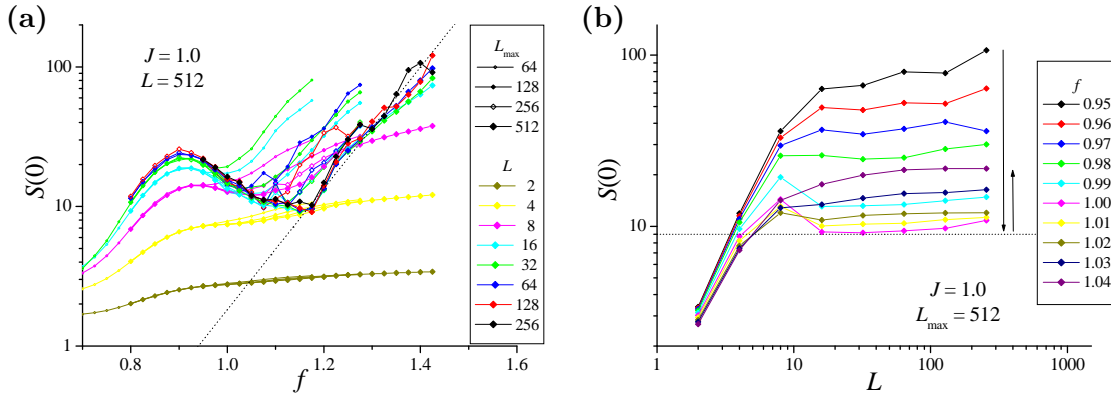 (a)
S(0)
100
10
1
J = 1.0
L = 512
0.8
1.0
1.2
1.4
1.6
f
Lmax
64
128
256
512
L
2
4
8
16
32
64
128
256
(b)
S(0)
100
10
1
10
100
1000
L
J = 1.0
Lmax = 512
f
0.95
0.96
0.97
0.98
0.99
1.00
1.01
1.02
1.03
1.04